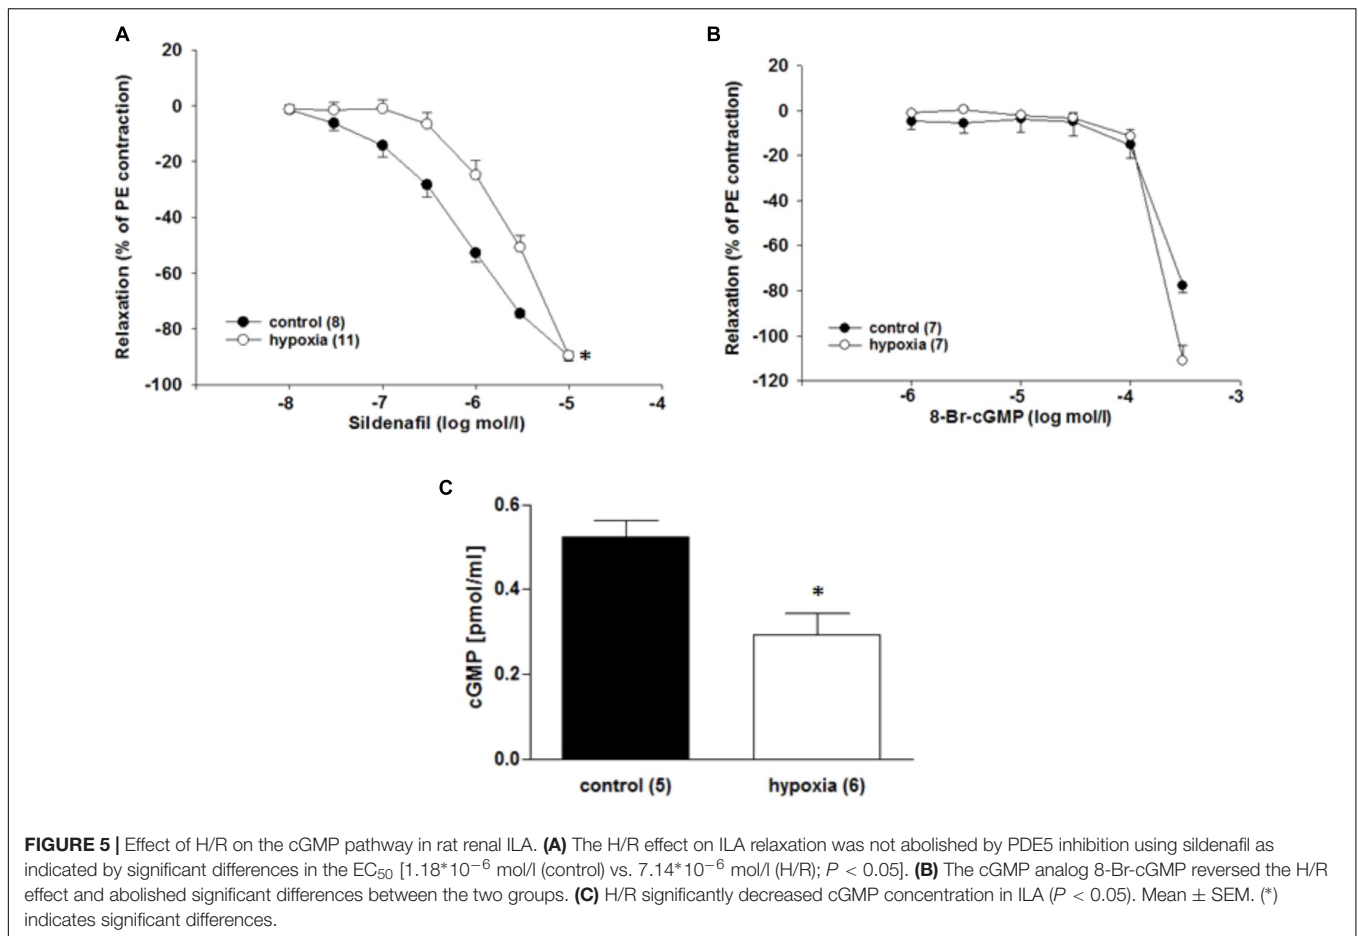 A
20
0
-20
-40
-60
-80
-100
Relaxation (% of PE contraction)
control (8)
hypoxia (11)
*
-8 -7 -6 -5 -4
Sildenafil (log mol/l)
B
20
0
-20
-40
-60
-80
-100
-120
Relaxation (% of PE contraction)
control (7)
hypoxia (7)
-6 -5 -4 -3
8-Br-cGMP (log mol/l)
C
0.6
0.4
0.2
0.0
cGMP [pmol/ml]
*
control (5) hypoxia (6)
FIGURE 5 | Effect of H/R on the cGMP pathway in rat renal ILA. (A) The H/R effect on ILA relaxation was not abolished by PDE5 inhibition using sildenafil as
indicated by significant differences in the EC₅₀ [1.18*10⁻⁶ mol/l (control) vs. 7.14*10⁻⁶ mol/l (H/R); P < 0.05]. (B) The cGMP analog 8-Br-cGMP reversed the H/R
effect and abolished significant differences between the two groups. (C) H/R significantly decreased cGMP concentration in ILA (P < 0.05). Mean ± SEM. (*)
indicates significant differences.